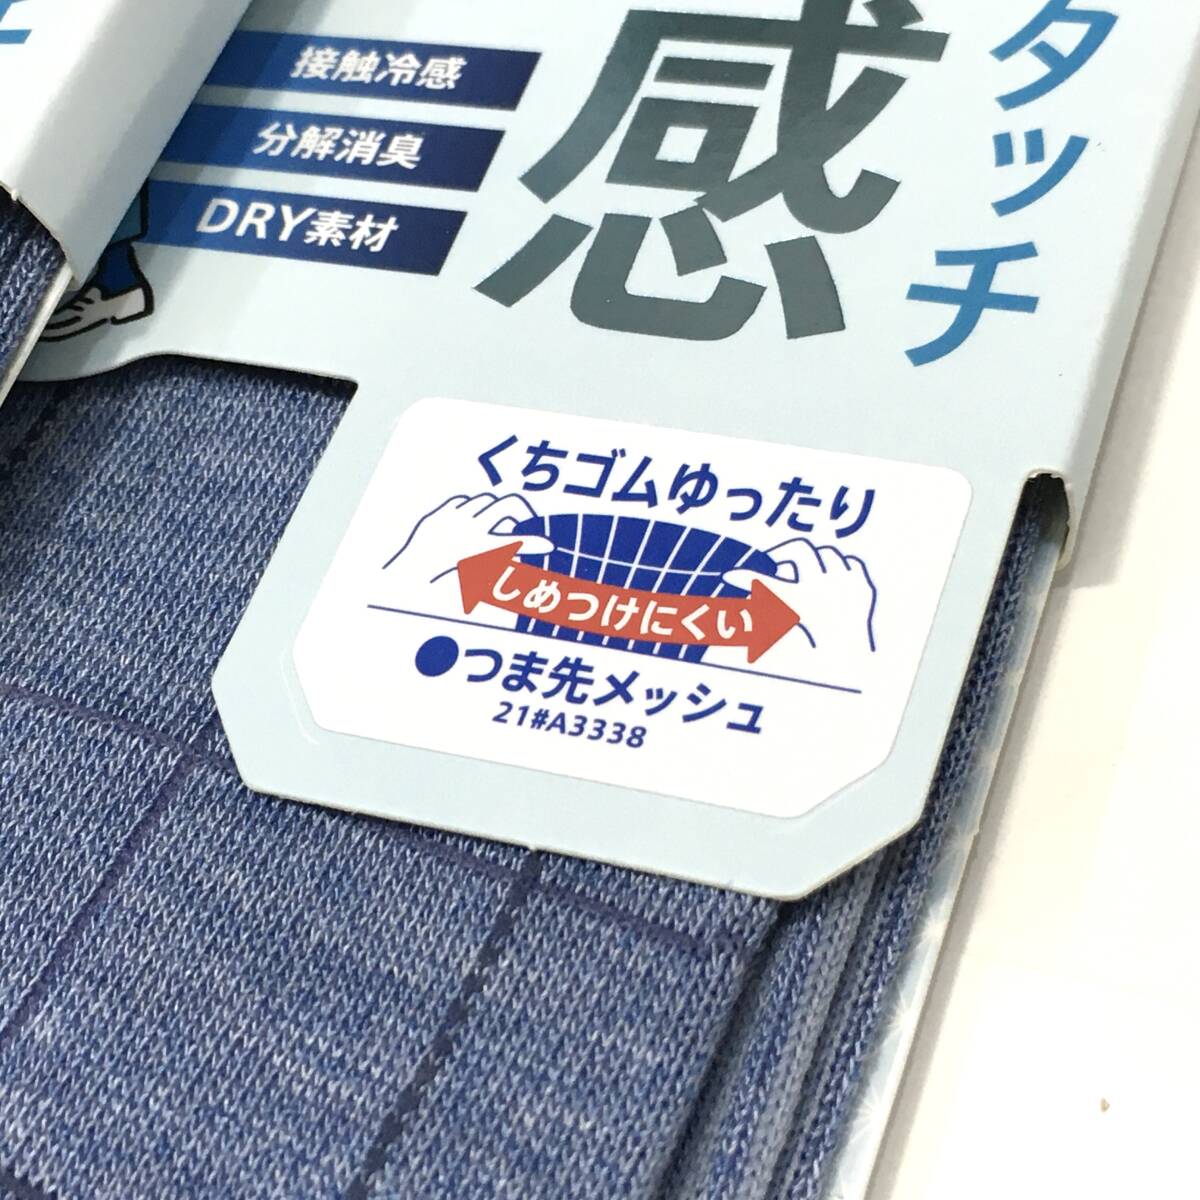 タッチ
感
接触冷感
分解消臭
DRY素材
くちゴムゆったり
しめつけにくい
●つま先メッシュ
21#A3338